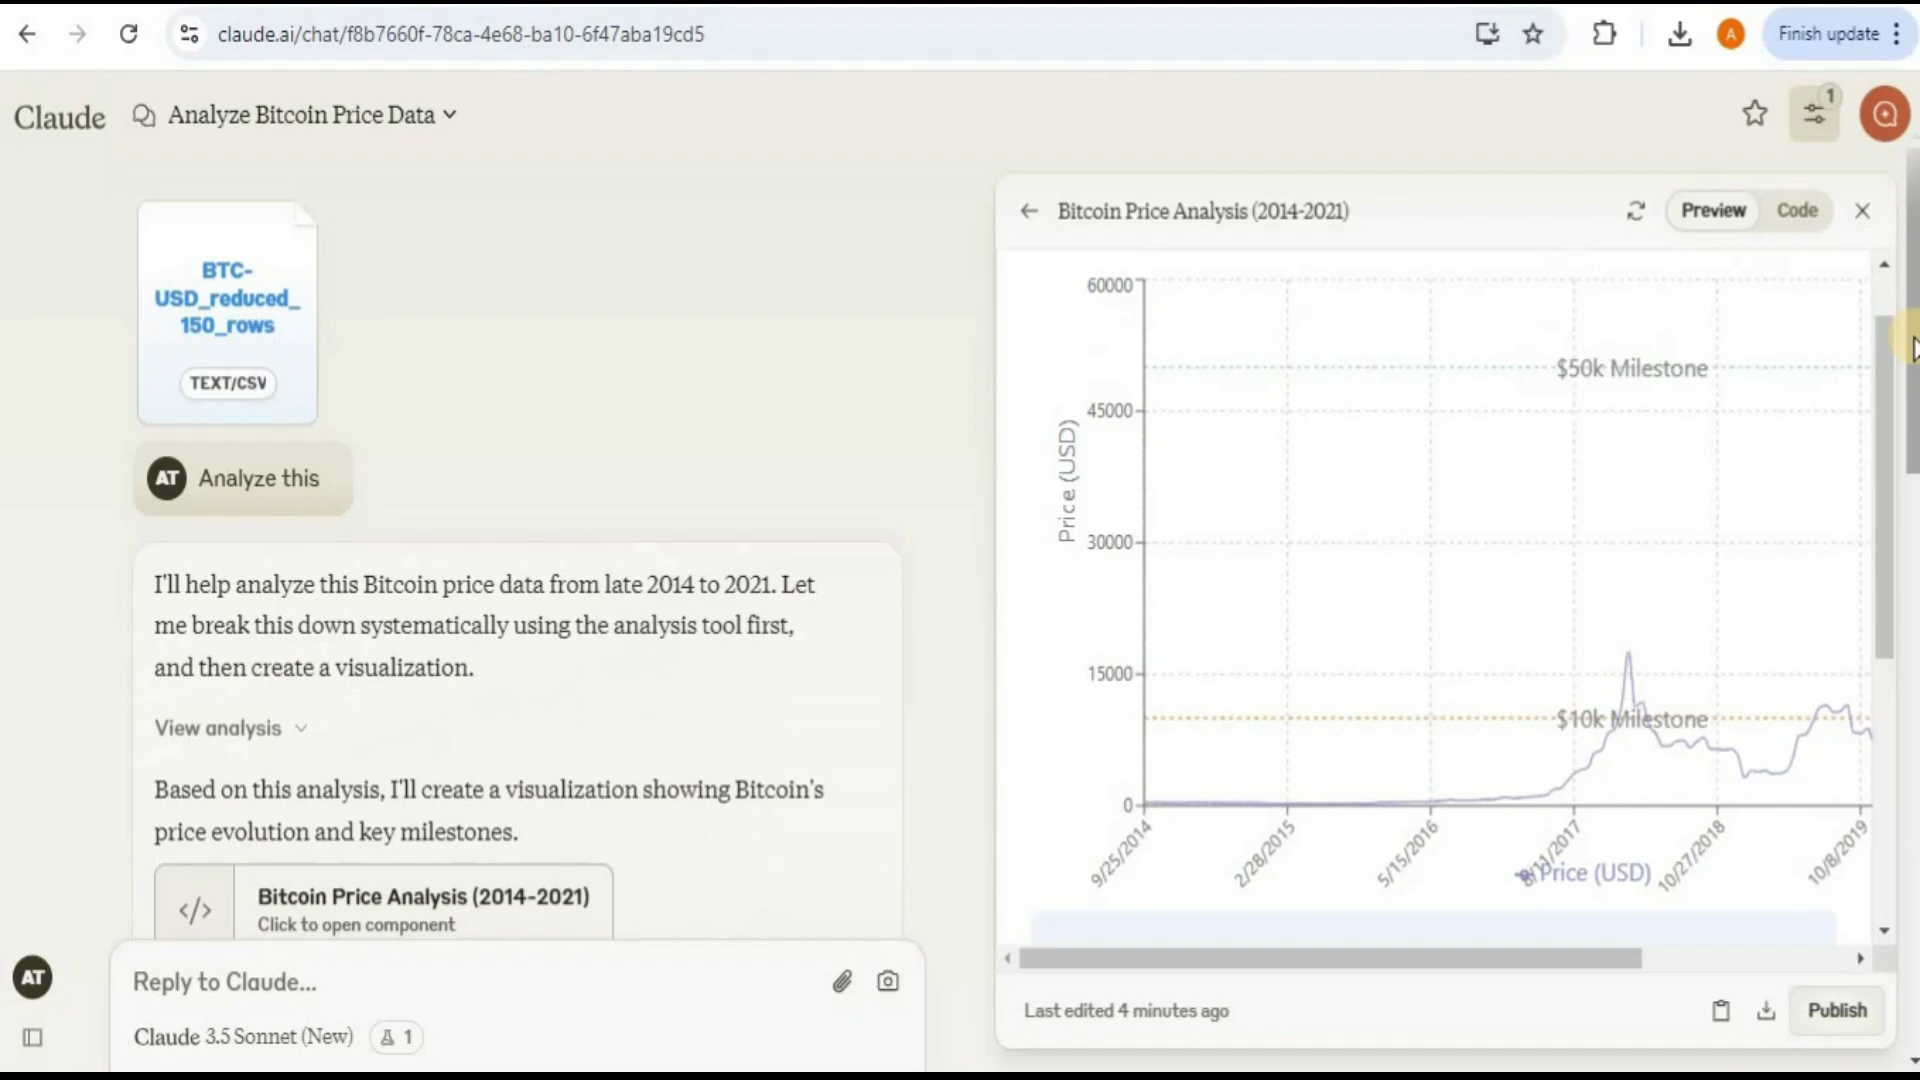 claude.ai/chat/f8b7660f-78ca-4e68-ba10-6f47aba19cd5
A
Finish update
Claude
Analyze Bitcoin Price Data
1
BTC-
USD_reduced_
150_rows
TEXT/CSV
AT
Analyze this
I'll help analyze this Bitcoin price data from late 2014 to 2021. Let
me break this down systematically using the analysis tool first,
and then create a visualization.
View analysis
Based on this analysis, I'll create a visualization showing Bitcoin's
price evolution and key milestones.
</>
Bitcoin Price Analysis (2014-2021)
Click to open component
AT
Reply to Claude...
Claude 3.5 Sonnet (New)
1
Bitcoin Price Analysis (2014-2021)
Preview
Code
60000
$50k Milestone
45000
Price (USD)
30000
15000
$10k Milestone
0
9/25/2014
2/28/2015
5/15/2016
8/11/2017
10/27/2018
10/8/2019
Price (USD)
Last edited 4 minutes ago
Publish